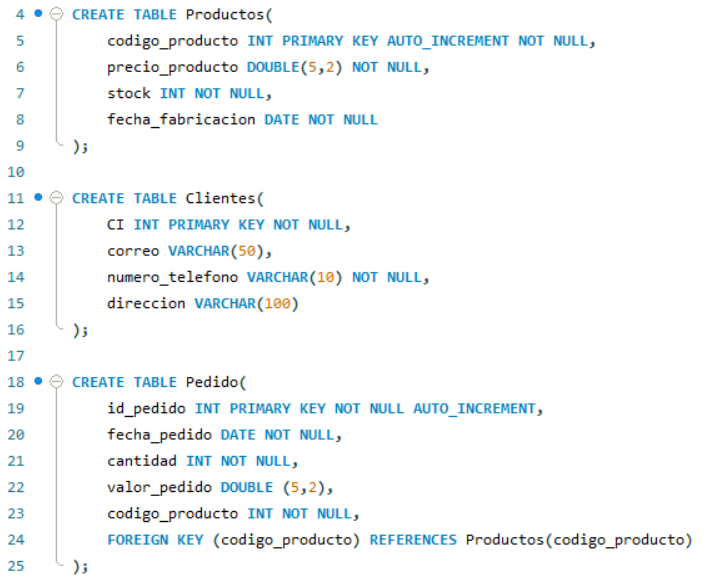 4 CREATE TABLE Productos(
5 codigo_producto INT PRIMARY KEY AUTO_INCREMENT NOT NULL,
6 precio_producto DOUBLE(5,2) NOT NULL,
7 stock INT NOT NULL,
8 fecha_fabricacion DATE NOT NULL
9 );
10
11 CREATE TABLE Clientes(
12 CI INT PRIMARY KEY NOT NULL,
13 correo VARCHAR(50),
14 numero_telefono VARCHAR(10) NOT NULL,
15 direccion VARCHAR(100)
16 );
17
18 CREATE TABLE Pedido(
19 id_pedido INT PRIMARY KEY NOT NULL AUTO_INCREMENT,
20 fecha_pedido DATE NOT NULL,
21 cantidad INT NOT NULL,
22 valor_pedido DOUBLE (5,2),
23 codigo_producto INT NOT NULL,
24 FOREIGN KEY (codigo_producto) REFERENCES Productos(codigo_producto)
25 );